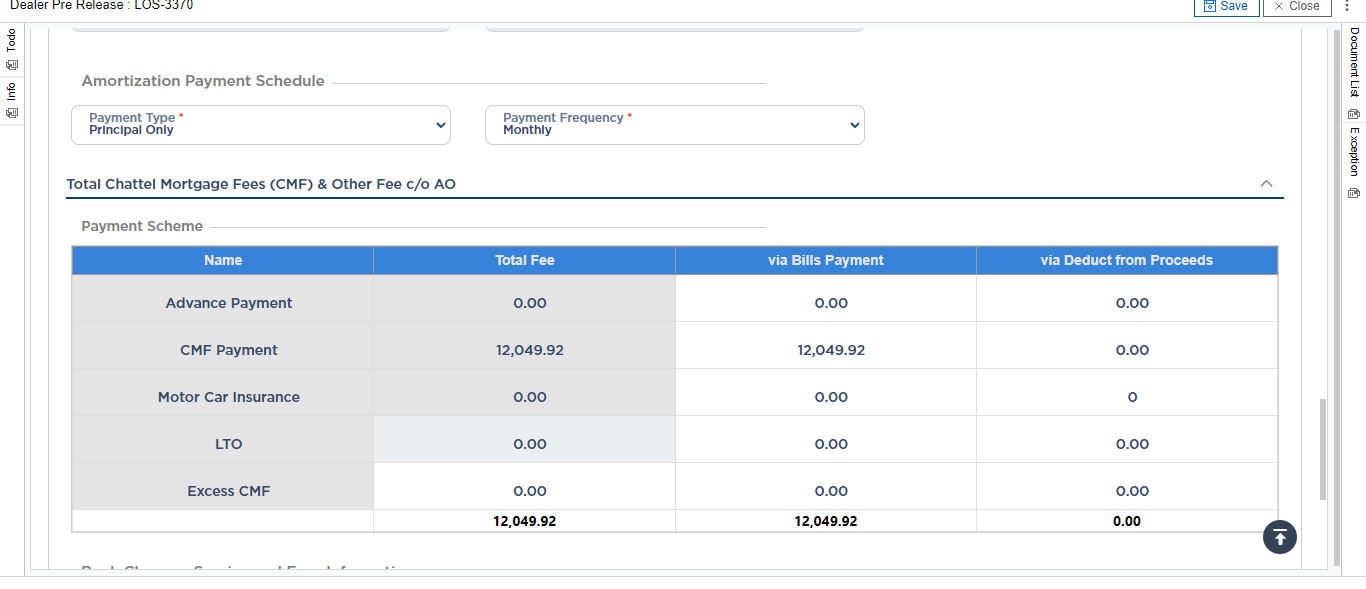 Dealer Pre Release : LOS-3370
Save
Close
Todo
Info
Document List
Exception
Amortization Payment Schedule
Payment Type *
Principal Only
Payment Frequency *
Monthly
Total Chattel Mortgage Fees (CMF) & Other Fee c/o AO
Payment Scheme
Name Total Fee via Bills Payment via Deduct from Proceeds
Advance Payment 0.00 0.00 0.00
CMF Payment 12,049.92 12,049.92 0.00
Motor Car Insurance 0.00 0.00 0
LTO 0.00 0.00 0.00
Excess CMF 0.00 0.00 0.00
12,049.92 12,049.92 0.00